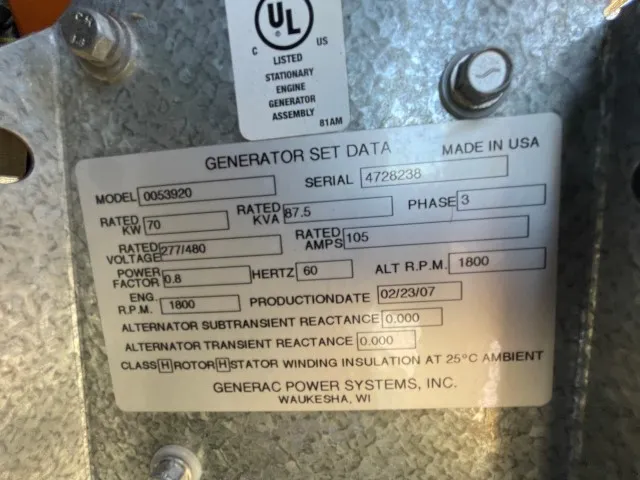 UL
C US
LISTED
STATIONARY
ENGINE
GENERATOR
ASSEMBLY
81AM
GENERATOR SET DATA MADE IN USA
MODEL 0053920 SERIAL 4728238
RATED KW 70 RATED KVA 87.5 PHASE 3
RATED VOLTAGE 277/480 RATED AMPS 105
POWER FACTOR 0.8 HERTZ 60 ALT R.P.M. 1800
ENG. R.P.M. 1800 PRODUCTIONDATE 02/23/07
ALTERNATOR SUBTRANSIENT REACTANCE 0.000
ALTERNATOR TRANSIENT REACTANCE 0.000
CLASS H ROTOR H STATOR WINDING INSULATION AT 25°C AMBIENT
GENERAC POWER SYSTEMS, INC.
WAUKESHA, WI